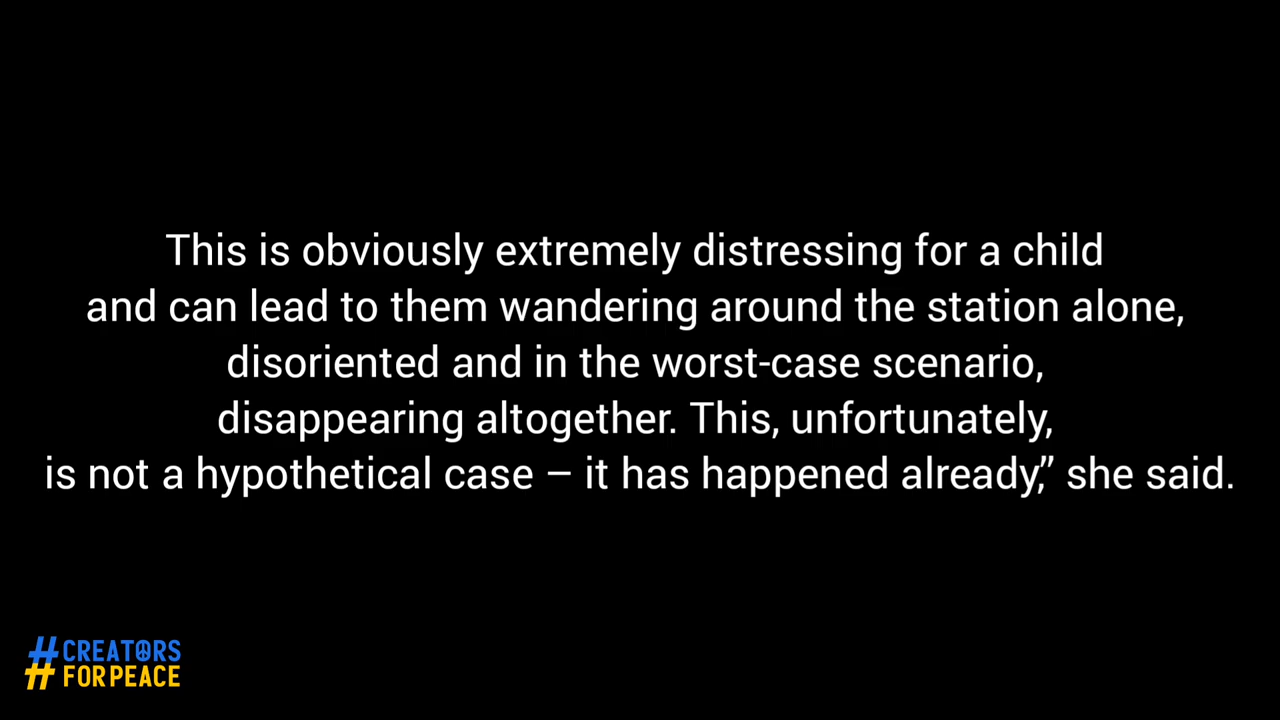 This is obviously extremely distressing for a child
and can lead to them wandering around the station alone,
disoriented and in the worst-case scenario,
disappearing altogether. This, unfortunately,
is not a hypothetical case – it has happened already,” she said.
#CREATORS
FORPEACE